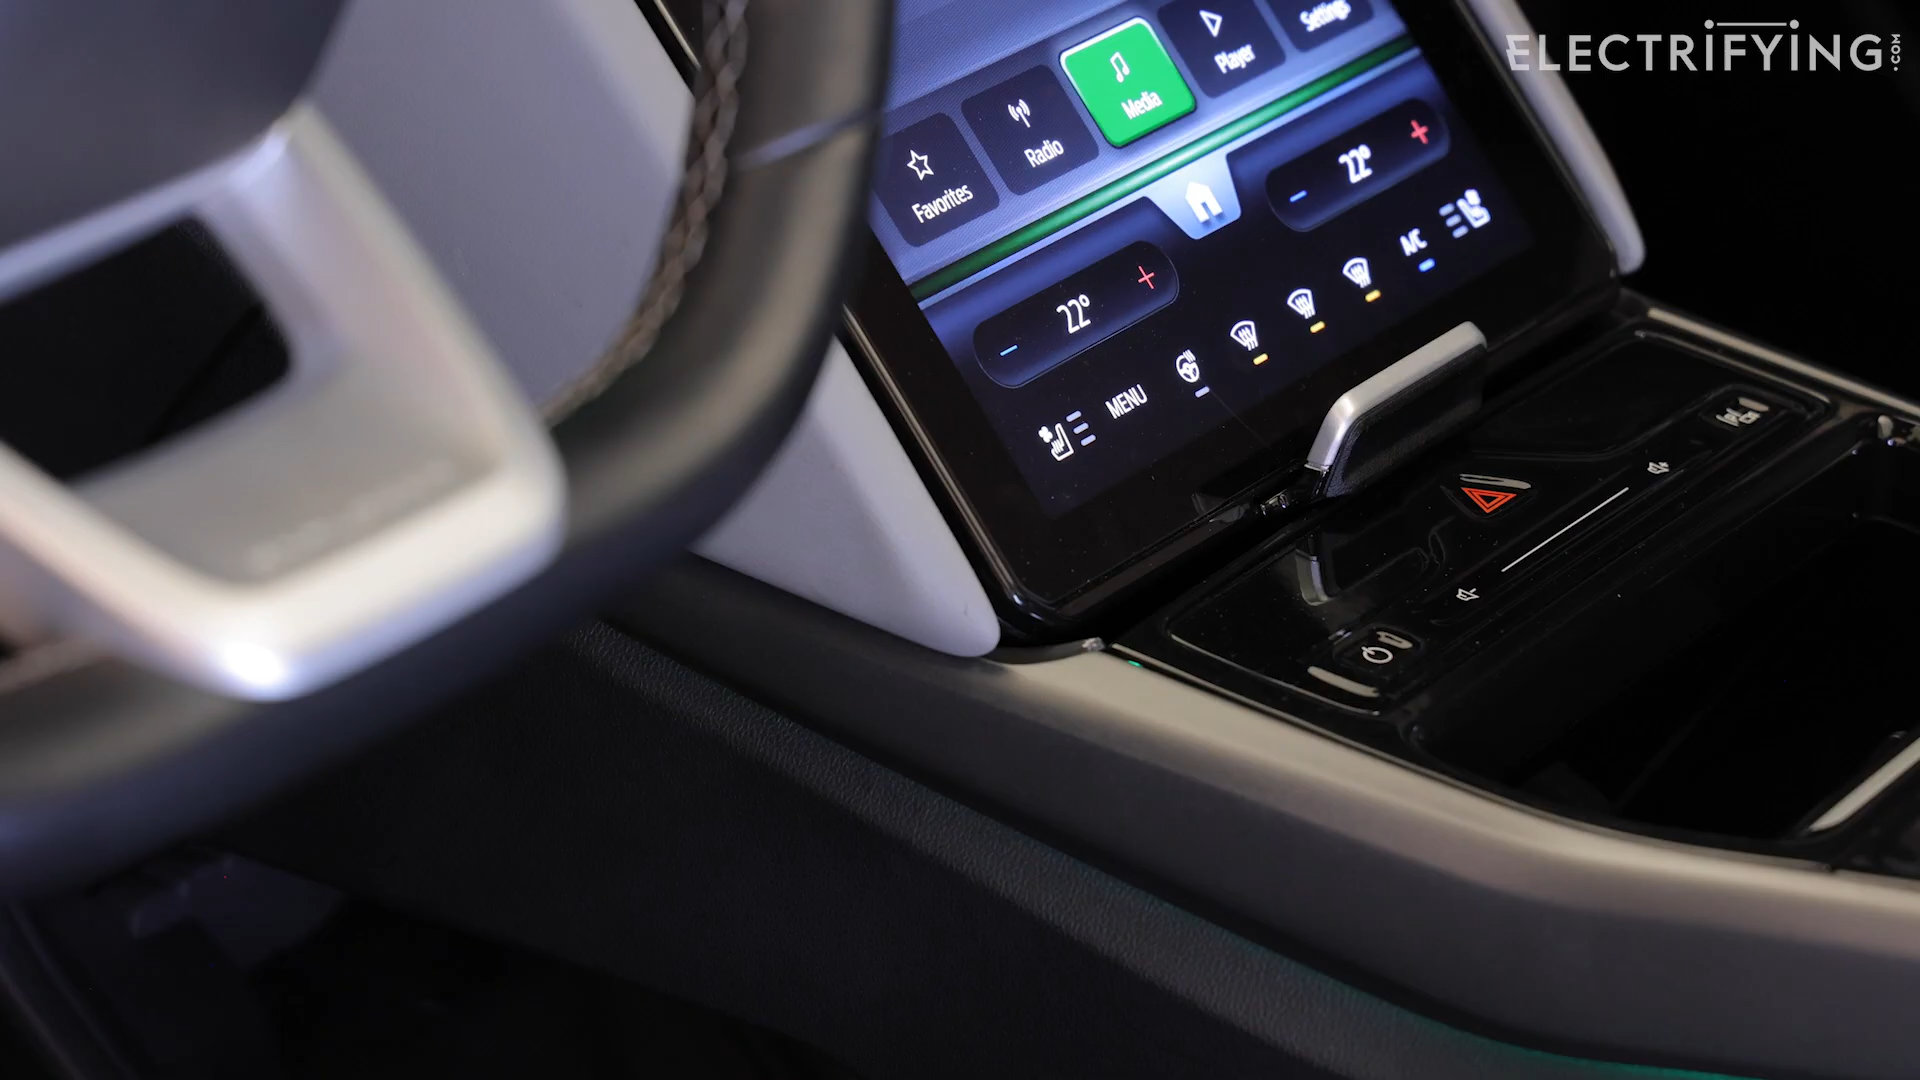 ELECTRIFYING
.COM
Favorites
Radio
Media
Player
Settings
22°
22°
MENU
A/C